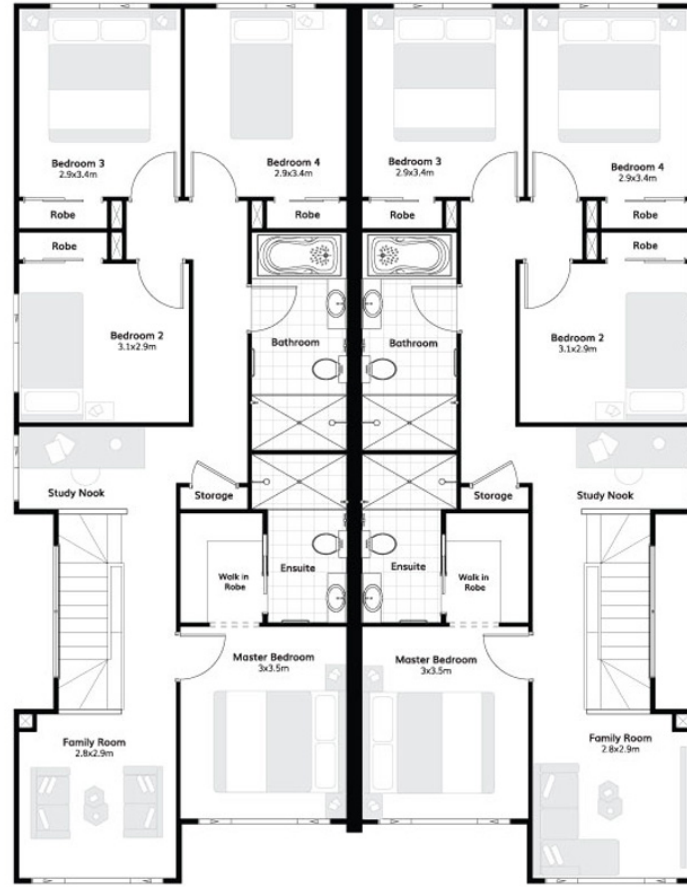 Bedroom 3
2.9x3.4m
Bedroom 4
2.9x3.4m
Bedroom 3
2.9x3.4m
Bedroom 4
2.9x3.4m
Robe
Robe
Robe
Robe
Robe
Robe
Bedroom 2
3.1x2.9m
Bathroom
Bathroom
Bedroom 2
3.1x2.9m
Study Nook
Storage
Storage
Study Nook
Walk in
Robe
Ensuite
Ensuite
Walk in
Robe
Master Bedroom
3x3.5m
Master Bedroom
3x3.5m
Family Room
2.8x2.9m
Family Room
2.8x2.9m